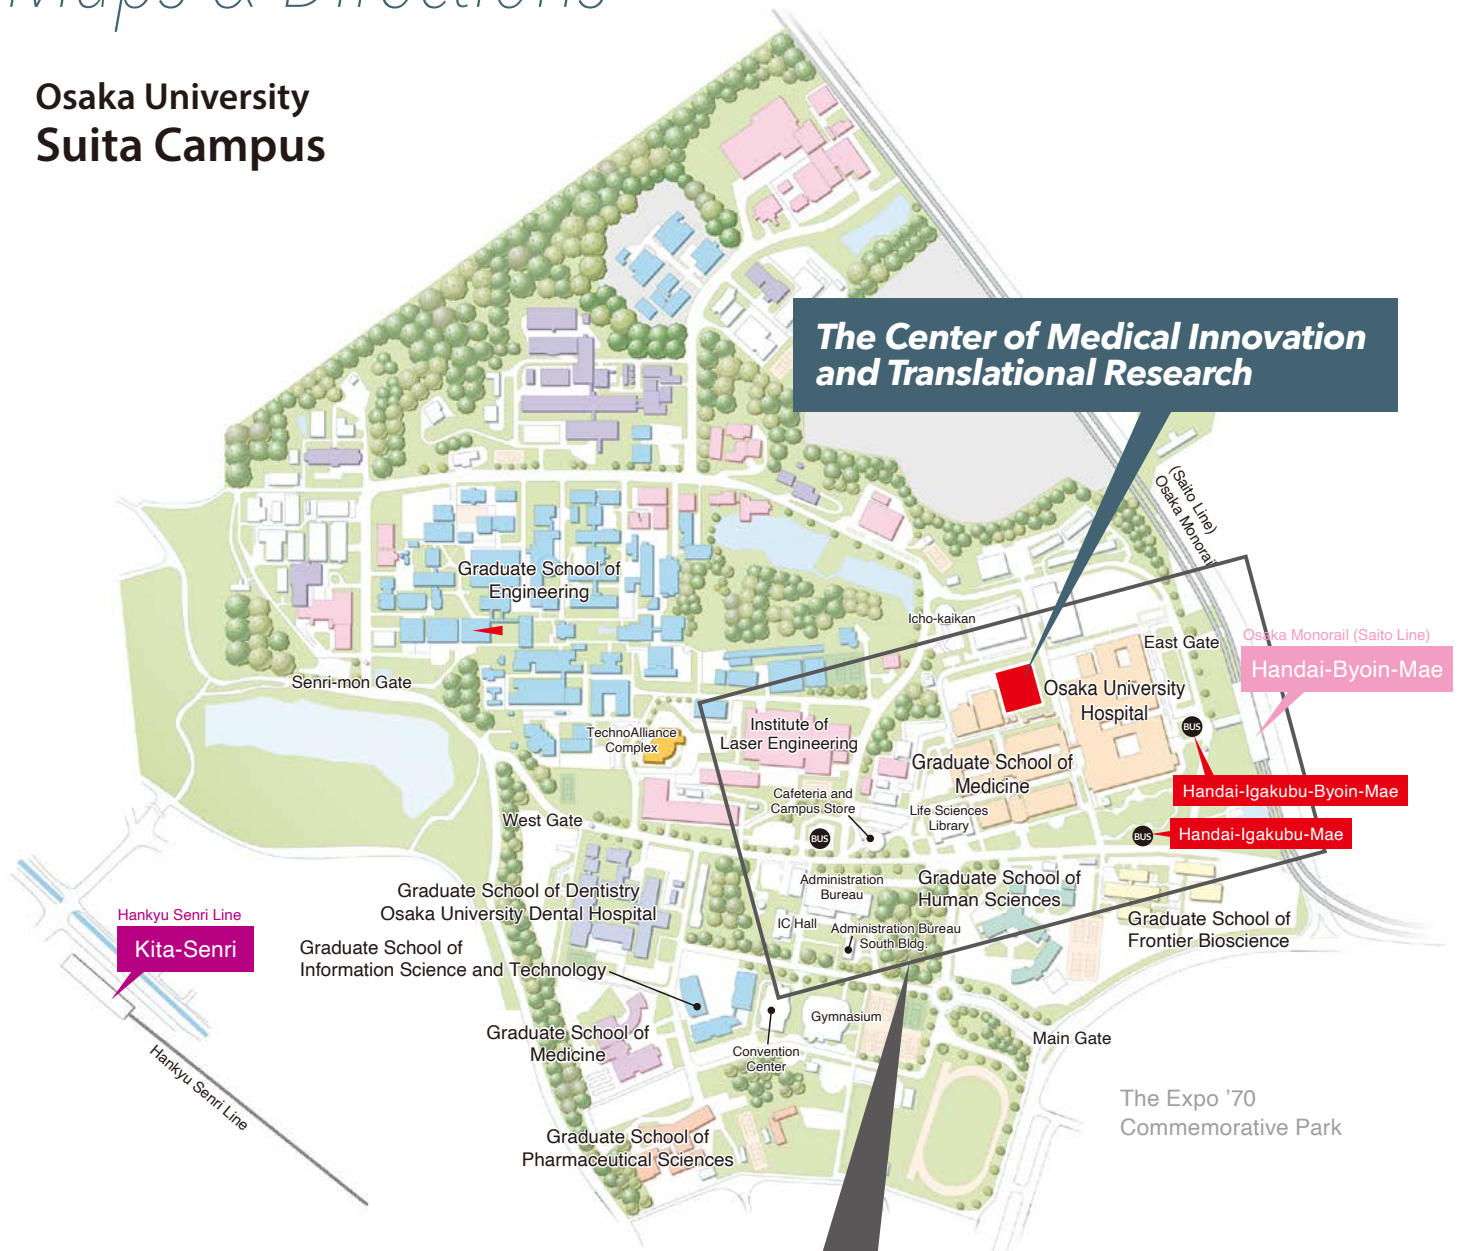 Maps & Directions
Osaka University
Suita Campus
The Center of Medical Innovation
and Translational Research
(Saito Line)
Osaka Monorail
Graduate School of
Engineering
Icho-kaikan
East Gate
Osaka Monorail (Saito Line)
Handai-Byoin-Mae
Senri-mon Gate
Osaka University
Hospital
TechnoAlliance
Complex
Institute of
Laser Engineering
BUS
Graduate School of
Medicine
Handai-Igakubu-Byoin-Mae
Cafeteria and
Campus Store
Life Sciences
Library
West Gate
BUS
BUS
Handai-Igakubu-Mae
Graduate School of Dentistry
Osaka University Dental Hospital
Administration
Bureau
Graduate School of
Human Sciences
Hankyu Senri Line
Kita-Senri
IC Hall
Administration Bureau
South Bldg.
Graduate School of
Frontier Bioscience
Graduate School of
Information Science and Technology
Gymnasium
Graduate School of
Medicine
Convention
Center
Main Gate
Hankyu Senri Line
The Expo ’70
Commemorative Park
Graduate School of
Pharmaceutical Sciences